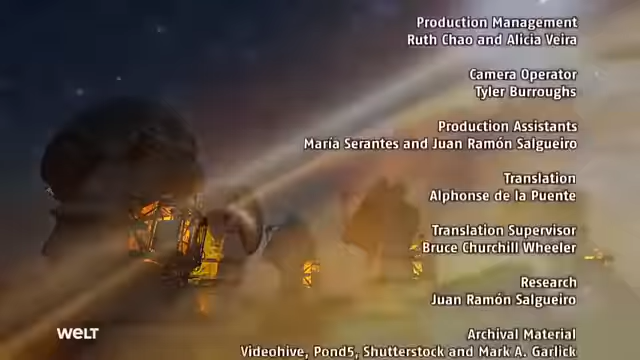 Production Management
Ruth Chao and Alicia Veira
Camera Operator
Tyler Burroughs
Production Assistants
María Serantes and Juan Ramón Salgueiro
Translation
Alphonse de la Puente
Translation Supervisor
Bruce Churchill Wheeler
Research
Juan Ramón Salgueiro
Archival Material
Videohive, Pond5, Shutterstock and Mark A. Garlick
WELT